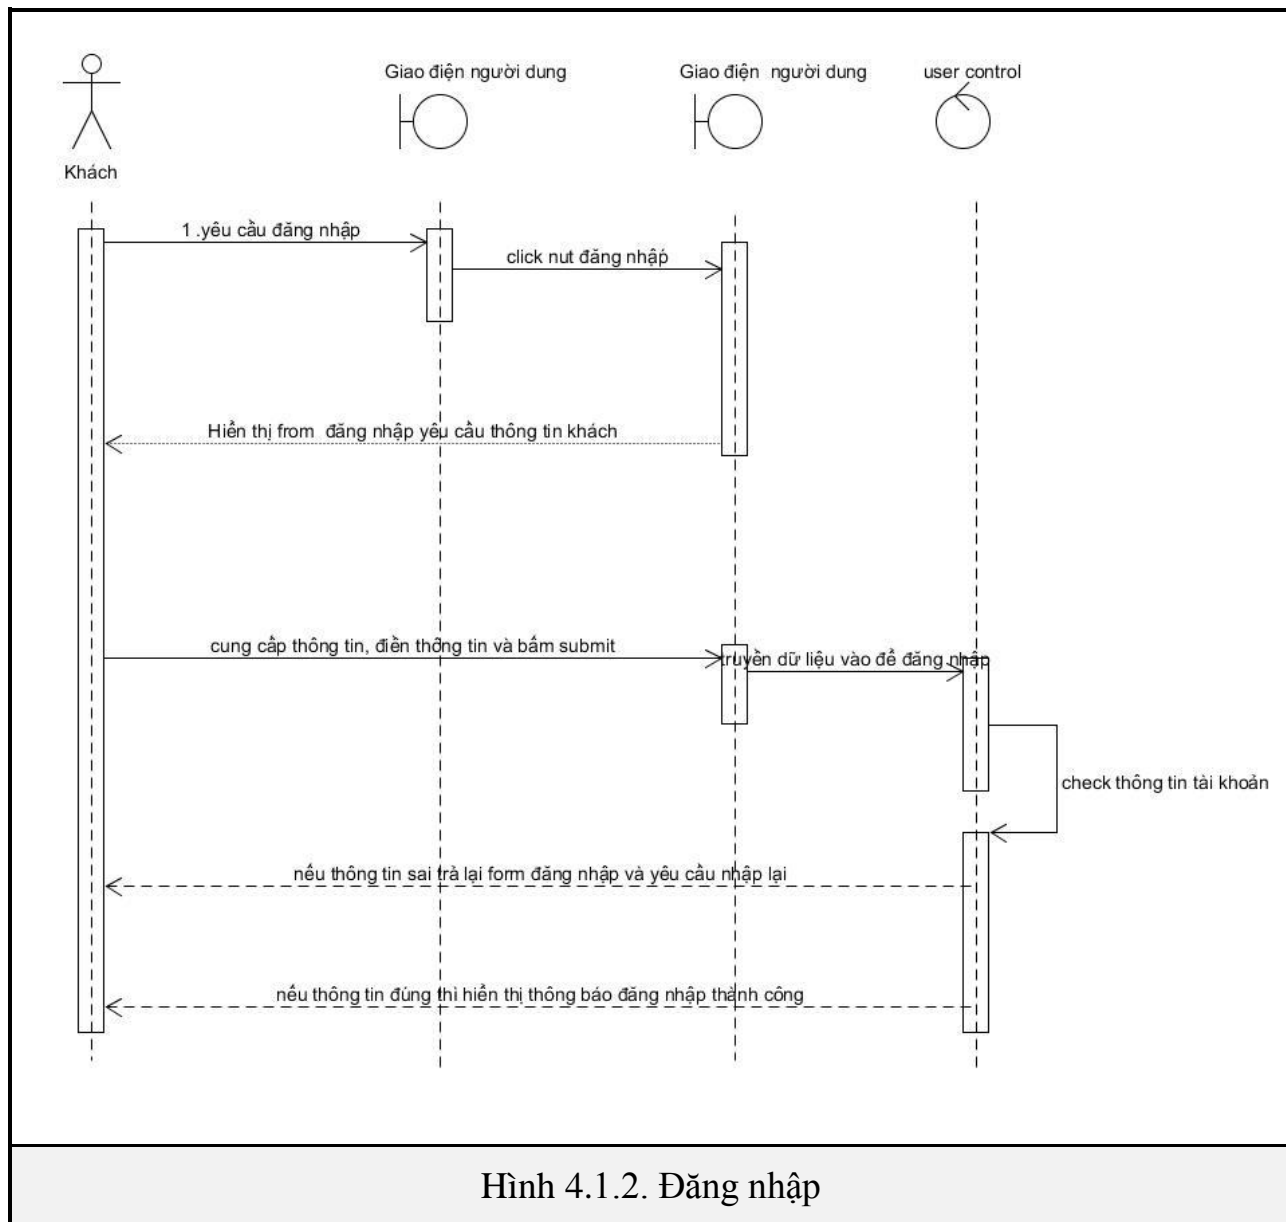 Giao điện người dung
Giao điện  người dung
user control
Khách
1 .yêu cầu đăng nhập
click nut đăng nhập
Hiển thị from  đăng nhập yêu cầu thông tin khách
cung cấp thông tin, điền thông tin và bấm submit
truyền dữ liệu vào để đăng nhập
check thông tin tài khoản
nếu thông tin sai trả lại form đăng nhập và yêu cầu nhập lại
nếu thông tin đúng thì hiển thị thông báo đăng nhập thành công
Hình 4.1.2. Đăng nhập